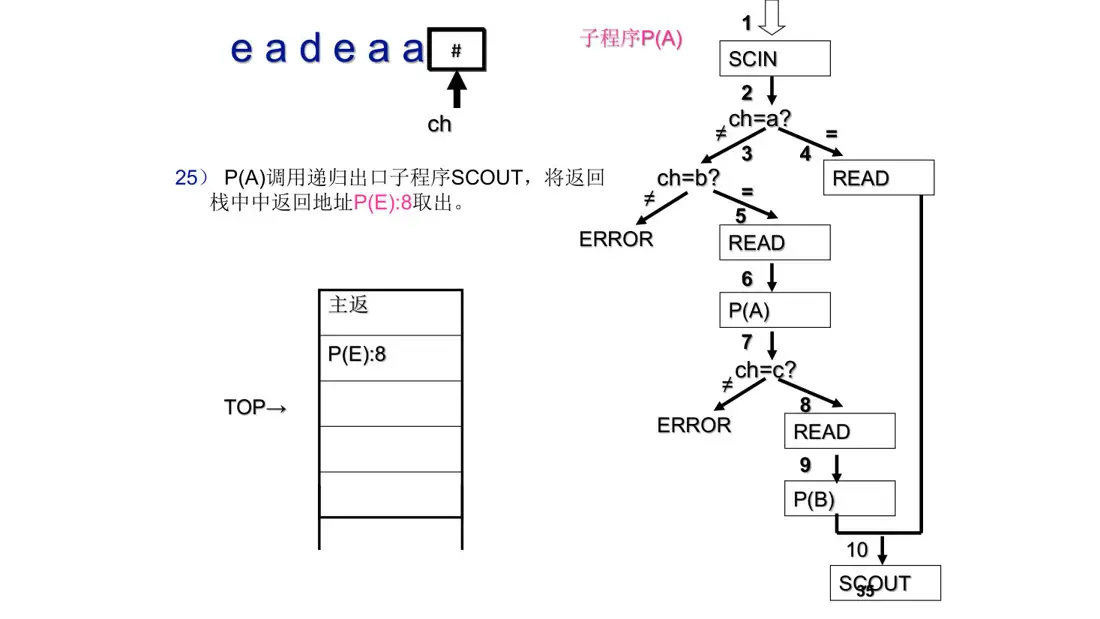 e a d e a a #
ch
25） P(A)调用递归出口子程序SCOUT，将返回
栈中中返回地址P(E):8取出。
主返
P(E):8
TOP→
子程序P(A)
1
SCIN
2
ch=a?
≠ =
3 4
READ
ch=b?
≠ =
5
ERROR
READ
6
P(A)
7
ch=c?
≠
8
ERROR
READ
9
P(B)
10
SCOUT
35